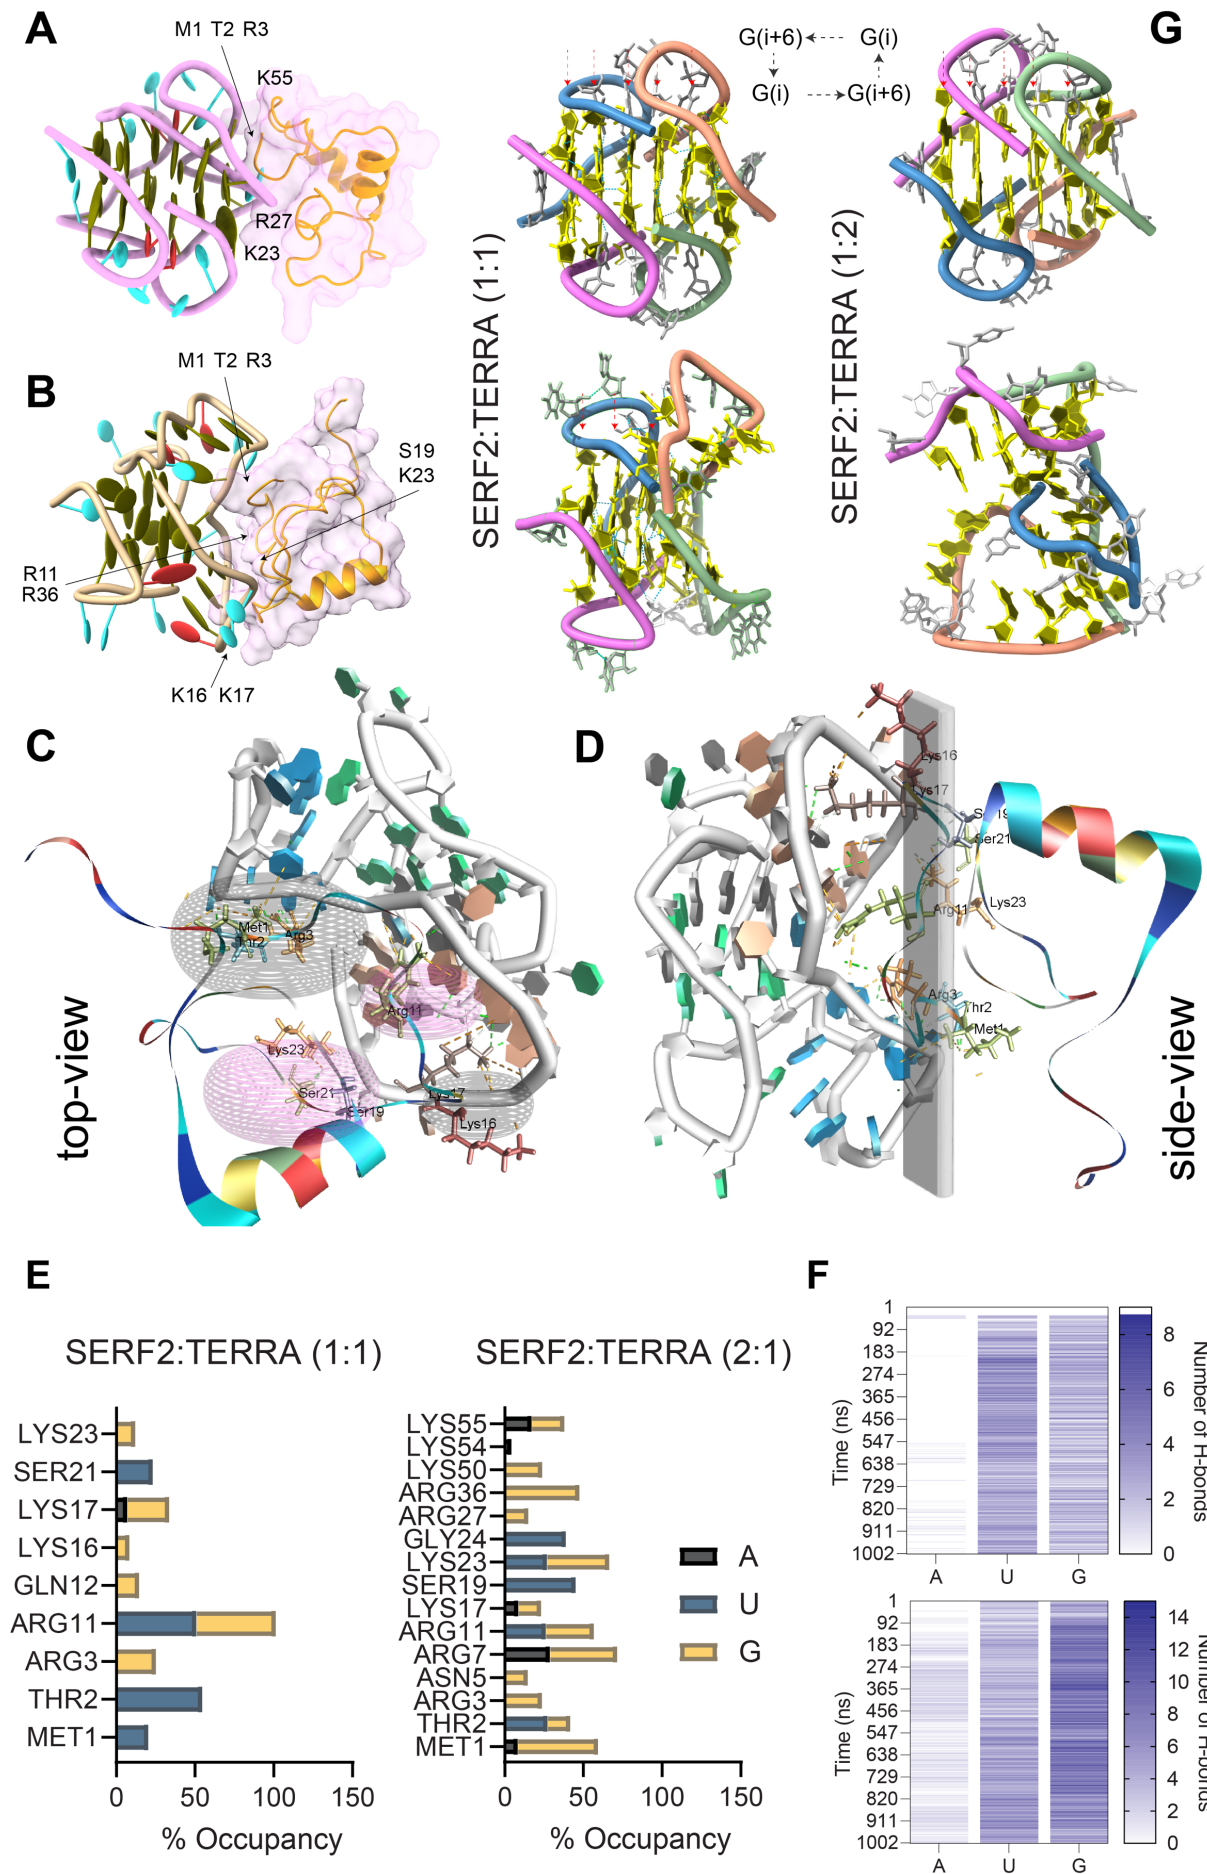 A
M1 T2 R3
K55
R27
K23
B
M1 T2 R3
S19
K23
R11
R36
K16 K17
SERF2:TERRA (1:1)
G(i+6)
G(i)
G(i)
G(i+6)
SERF2:TERRA (1:2)
G
C
top-view
Met1
Thr2
Arg3
Arg11
Lys23
Ser21
Ser19
Lys17
Lys16
D
side-view
Lys16
Lys17
Ser19
Ser21
Arg11
Lys23
Arg3
Thr2
Met1
E
SERF2:TERRA (1:1)
LYS23
SER21
LYS17
LYS16
GLN12
ARG11
ARG3
THR2
MET1
0 50 100 150
% Occupancy
SERF2:TERRA (2:1)
LYS55
LYS54
LYS50
ARG36
ARG27
GLY24
LYS23
SER19
LYS17
ARG11
ARG7
ASN5
ARG3
THR2
MET1
0 50 100 150
% Occupancy
A
U
G
F
Time (ns)
1
92
183
274
365
456
547
638
729
820
911
1002
A U G
8
6
4
2
0
Number of H-bonds
Time (ns)
1
92
183
274
365
456
547
638
729
820
911
1002
A U G
14
12
10
8
6
4
2
0
Number of H-bonds